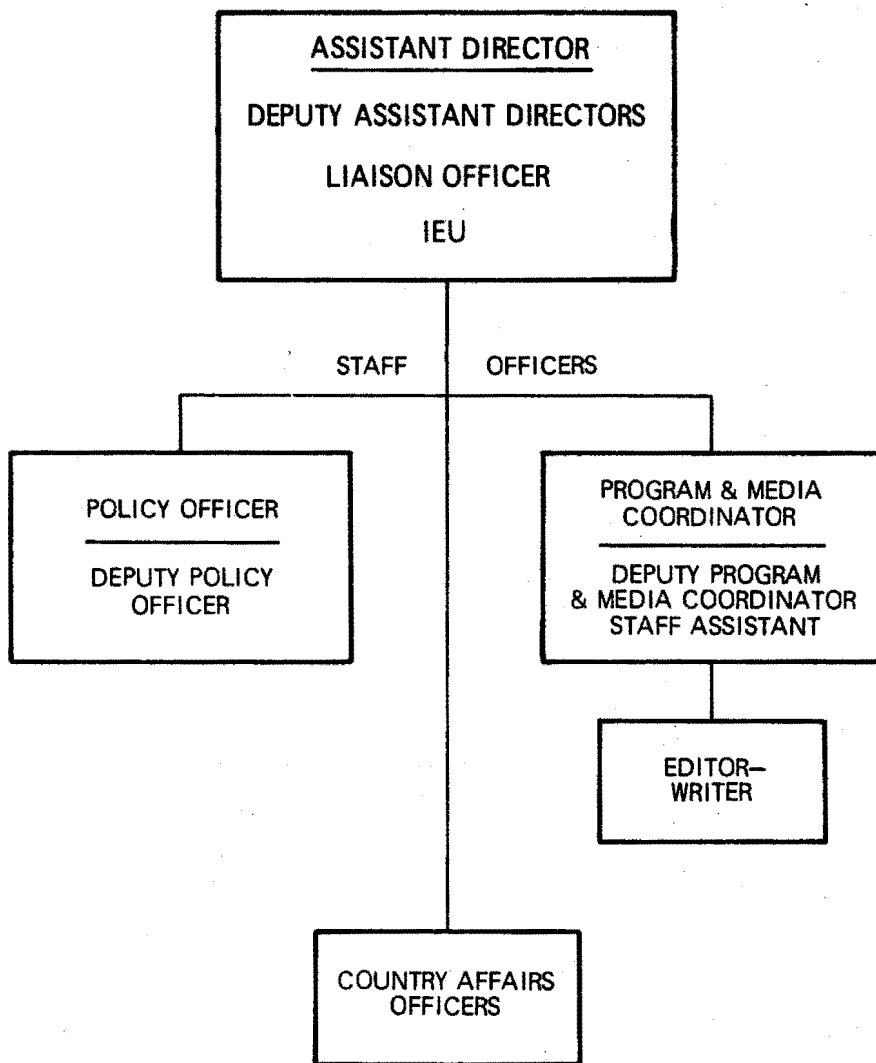 ASSISTANT DIRECTOR
DEPUTY ASSISTANT DIRECTORS
LIAISON OFFICER
IEU
STAFF OFFICERS
POLICY OFFICER
DEPUTY POLICY
OFFICER
PROGRAM & MEDIA
COORDINATOR
DEPUTY PROGRAM
& MEDIA COORDINATOR
STAFF ASSISTANT
EDITOR–
WRITER
COUNTRY AFFAIRS
OFFICERS